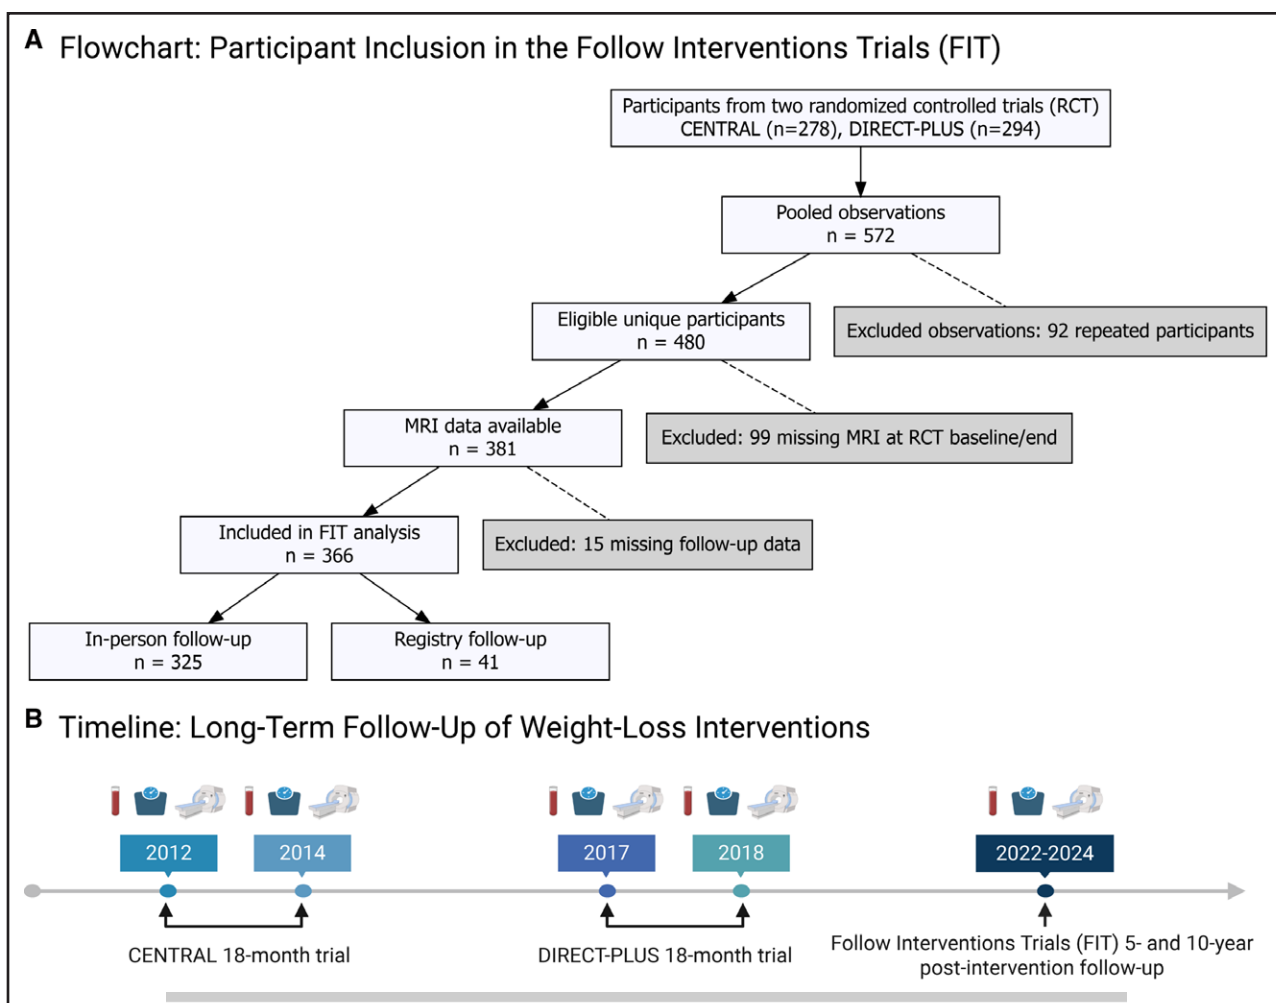 A Flowchart: Participant Inclusion in the Follow Interventions Trials (FIT)
Participants from two randomized controlled trials (RCT)
CENTRAL (n=278), DIRECT-PLUS (n=294)
Pooled observations
n = 572
Eligible unique participants
n = 480
Excluded observations: 92 repeated participants
MRI data available
n = 381
Excluded: 99 missing MRI at RCT baseline/end
Included in FIT analysis
n = 366
Excluded: 15 missing follow-up data
In-person follow-up
n = 325
Registry follow-up
n = 41
B Timeline: Long-Term Follow-Up of Weight-Loss Interventions
2012
2014
2017
2018
2022-2024
CENTRAL 18-month trial
DIRECT-PLUS 18-month trial
Follow Interventions Trials (FIT) 5- and 10-year
post-intervention follow-up